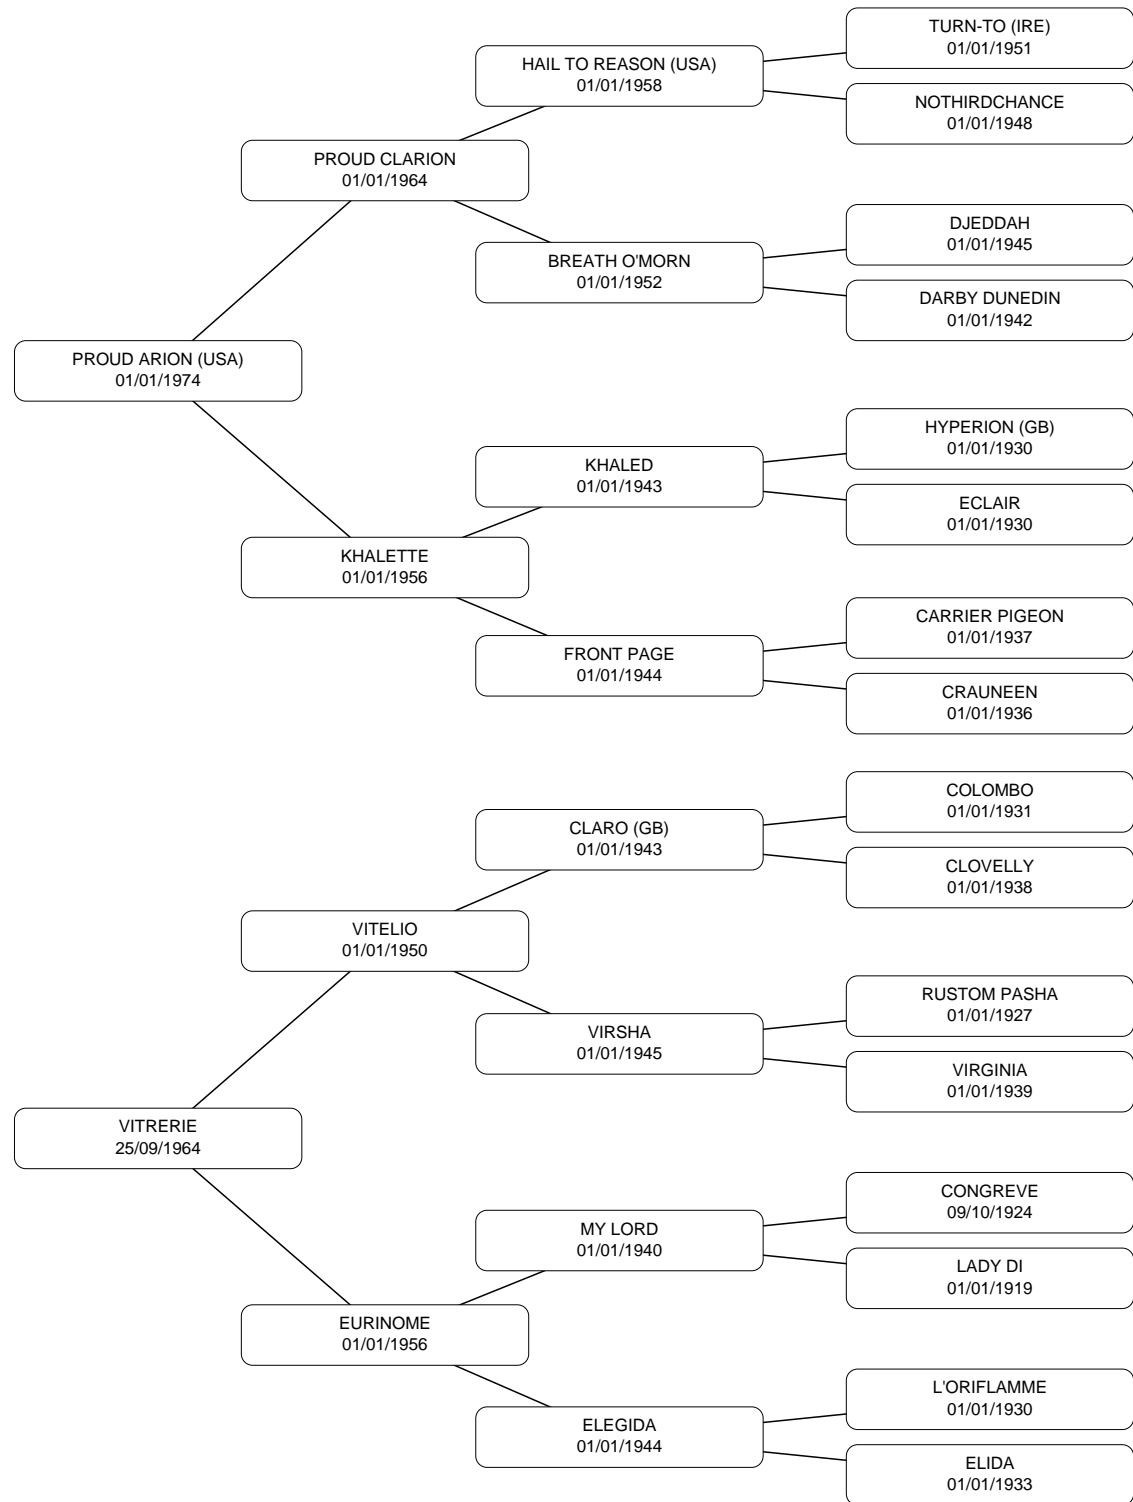 TURN-TO (IRE)
01/01/1951
HAIL TO REASON (USA)
01/01/1958
NOTHIRDCHANCE
01/01/1948
PROUD CLARION
01/01/1964
DJEDDAH
01/01/1945
BREATH O'MORN
01/01/1952
DARBY DUNEDIN
01/01/1942
PROUD ARION (USA)
01/01/1974
HYPERION (GB)
01/01/1930
KHALED
01/01/1943
ECLAIR
01/01/1930
KHALETTE
01/01/1956
CARRIER PIGEON
01/01/1937
FRONT PAGE
01/01/1944
CRAUNEEN
01/01/1936
COLOMBO
01/01/1931
CLARO (GB)
01/01/1943
CLOVELLY
01/01/1938
VITELIO
01/01/1950
RUSTOM PASHA
01/01/1927
VIRSHA
01/01/1945
VIRGINIA
01/01/1939
VITRERIE
25/09/1964
CONGREVE
09/10/1924
MY LORD
01/01/1940
LADY DI
01/01/1919
EURINOME
01/01/1956
L'ORIFLAMME
01/01/1930
ELEGIDA
01/01/1944
ELIDA
01/01/1933